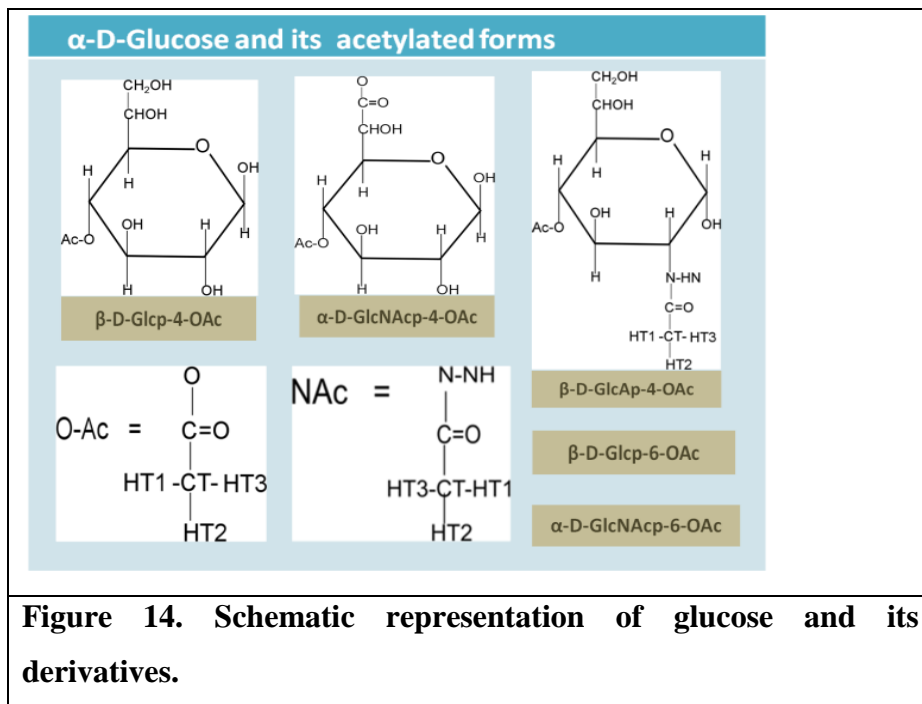 α-D-Glucose and its acetylated forms
CH₂OH
CHOH
O
H
OH
H
OH
H
H
Ac-O
H
OH
β-D-Glcp-4-OAc
O
C=O
CHOH
O
H
OH
H
OH
H
H
Ac-O
H
OH
α-D-GlcNAcp-4-OAc
CH₂OH
CHOH
O
H
H
H
OH
H
OH
Ac-O
H
N-HN
C=O
HT1 -CT- HT3
HT2
β-D-GlcAp-4-OAc
O-Ac =
O
C=O
HT1 -CT- HT3
HT2
NAc =
N-NH
C=O
HT3-CT-HT1
HT2
β-D-Glcp-6-OAc
α-D-GlcNAcp-6-OAc
Figure 14. Schematic representation of glucose and its
derivatives.